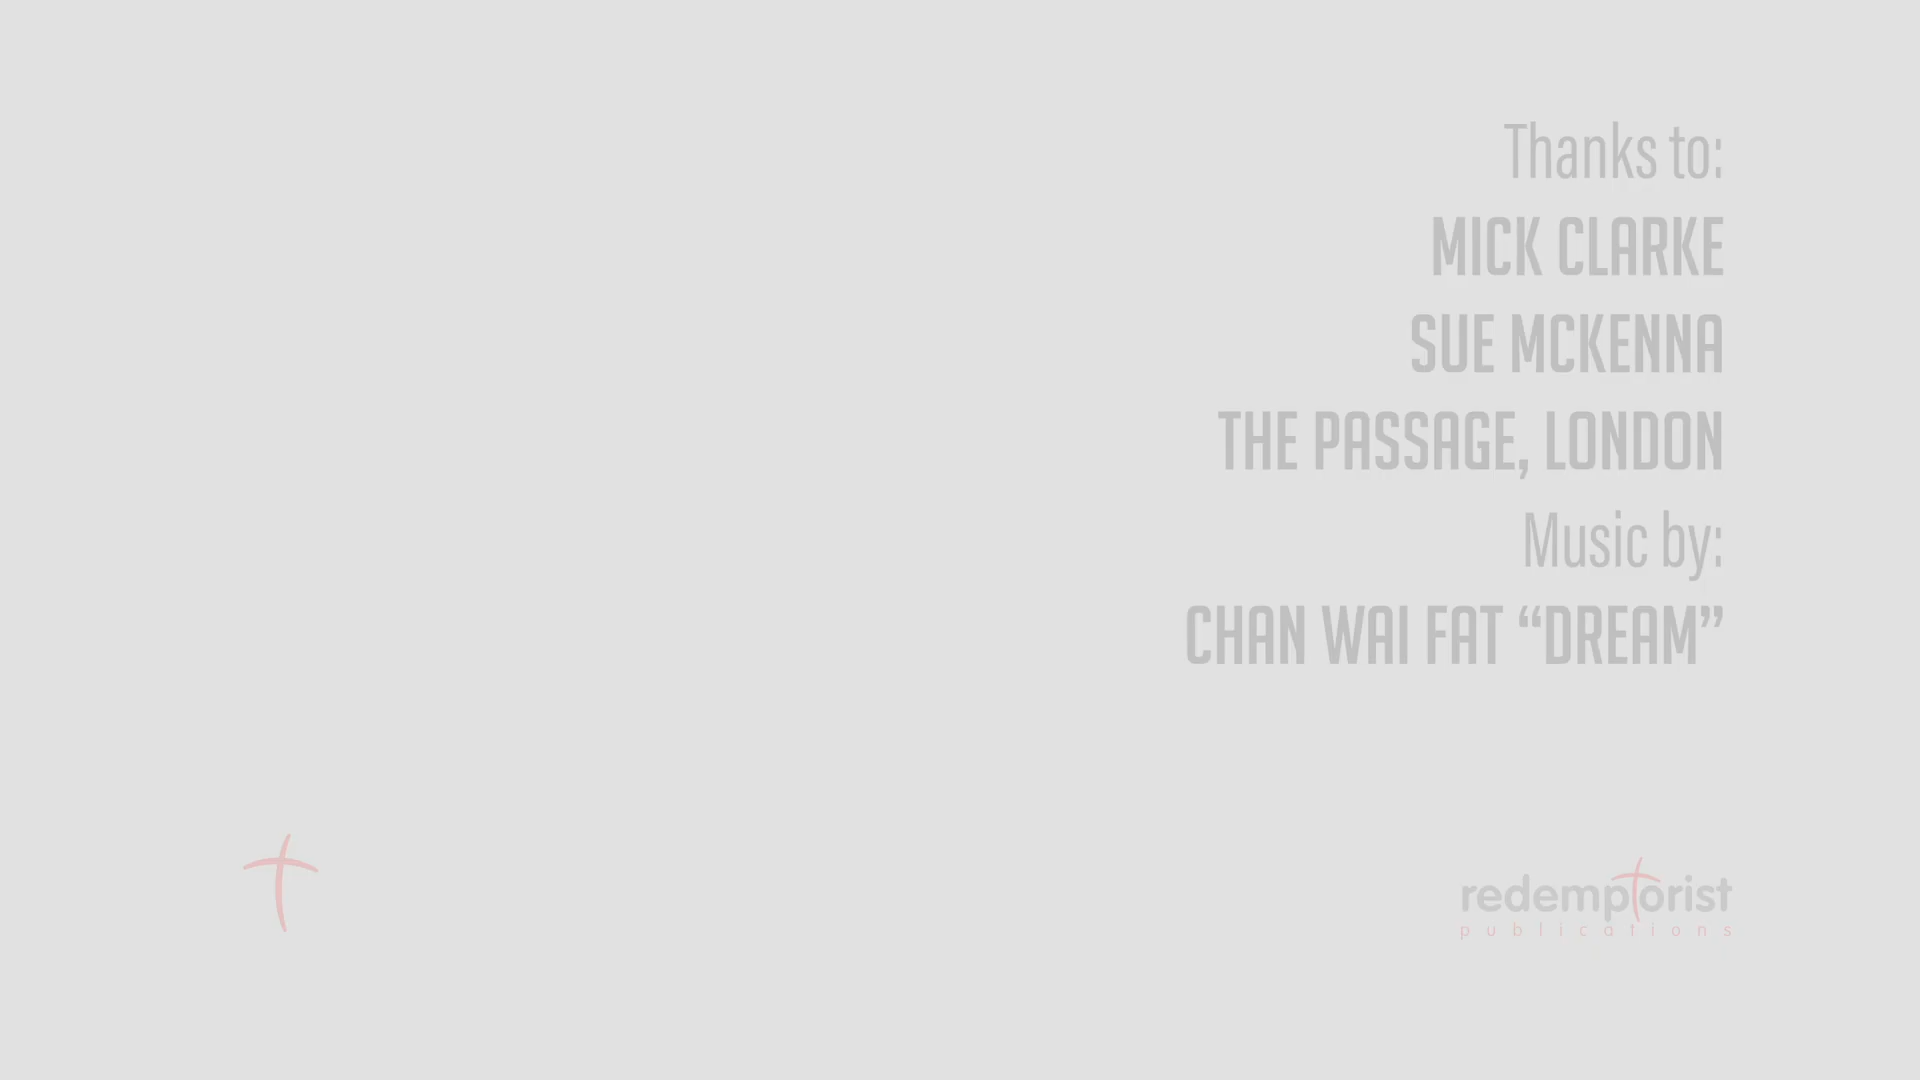 Thanks to:
MICK CLARKE
SUE MCKENNA
THE PASSAGE, LONDON
Music by:
CHAN WAI FAT “DREAM”
redemptorist
publications